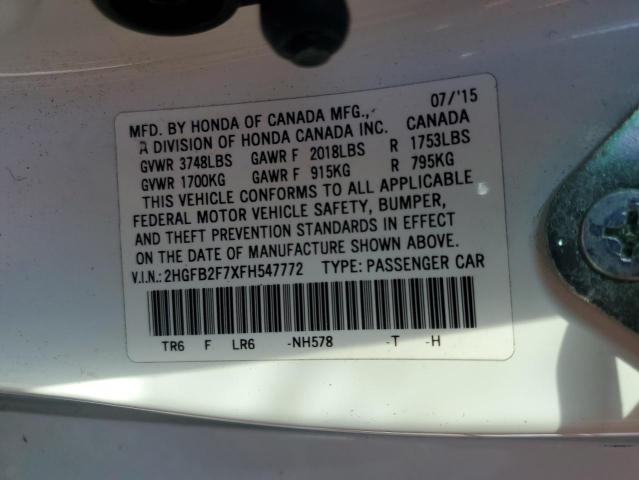 07/'15
MFD. BY HONDA OF CANADA MFG., CANADA
A DIVISION OF HONDA CANADA INC.
GVWR 3748LBS GAWR F 2018LBS R 1753LBS
GVWR 1700KG GAWR F 915KG R 795KG
THIS VEHICLE CONFORMS TO ALL APPLICABLE
FEDERAL MOTOR VEHICLE SAFETY, BUMPER,
AND THEFT PREVENTION STANDARDS IN EFFECT
ON THE DATE OF MANUFACTURE SHOWN ABOVE.
V.I.N.:2HGFB2F7XFH547772 TYPE: PASSENGER CAR
TR6 F LR6 -NH578 -T -H